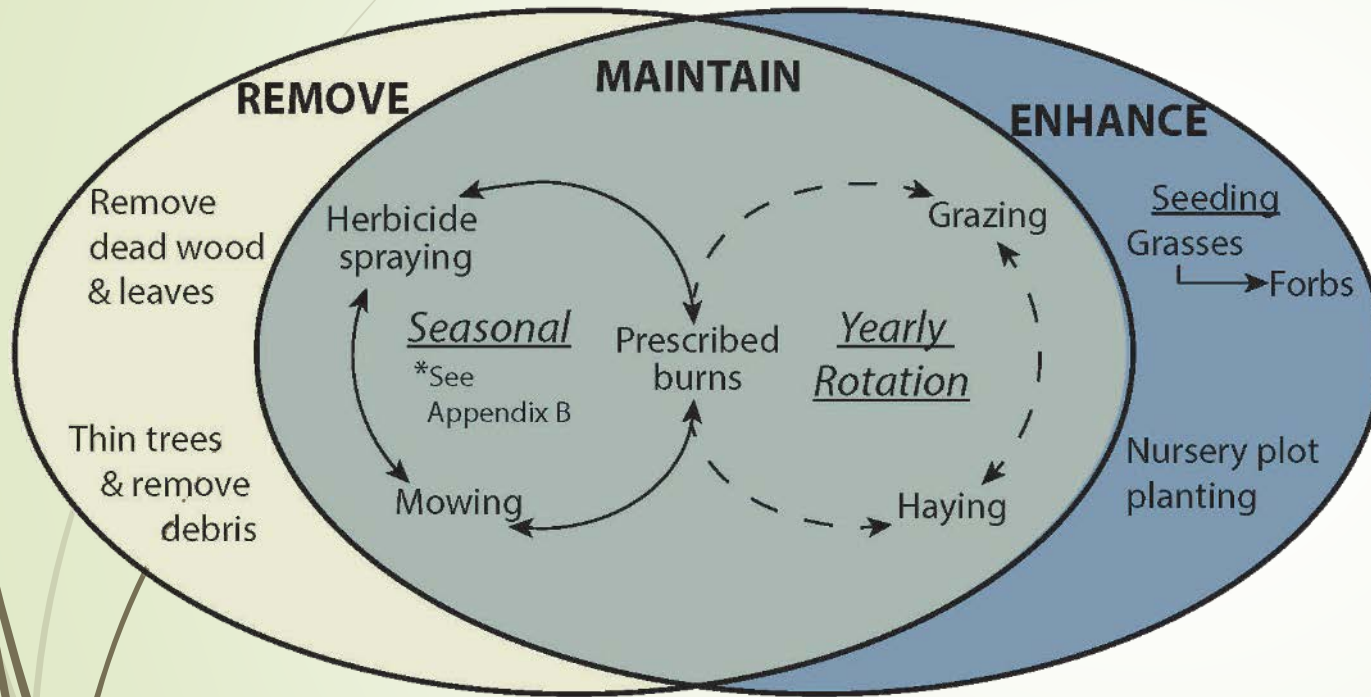 REMOVE
MAINTAIN
ENHANCE
Remove
dead wood
& leaves
Thin trees
& remove
debris
Herbicide
spraying
Seasonal
*See
Appendix B
Mowing
Prescribed
burns
Grazing
Yearly
Rotation
Haying
Seeding
Grasses
Forbs
Nursery plot
planting